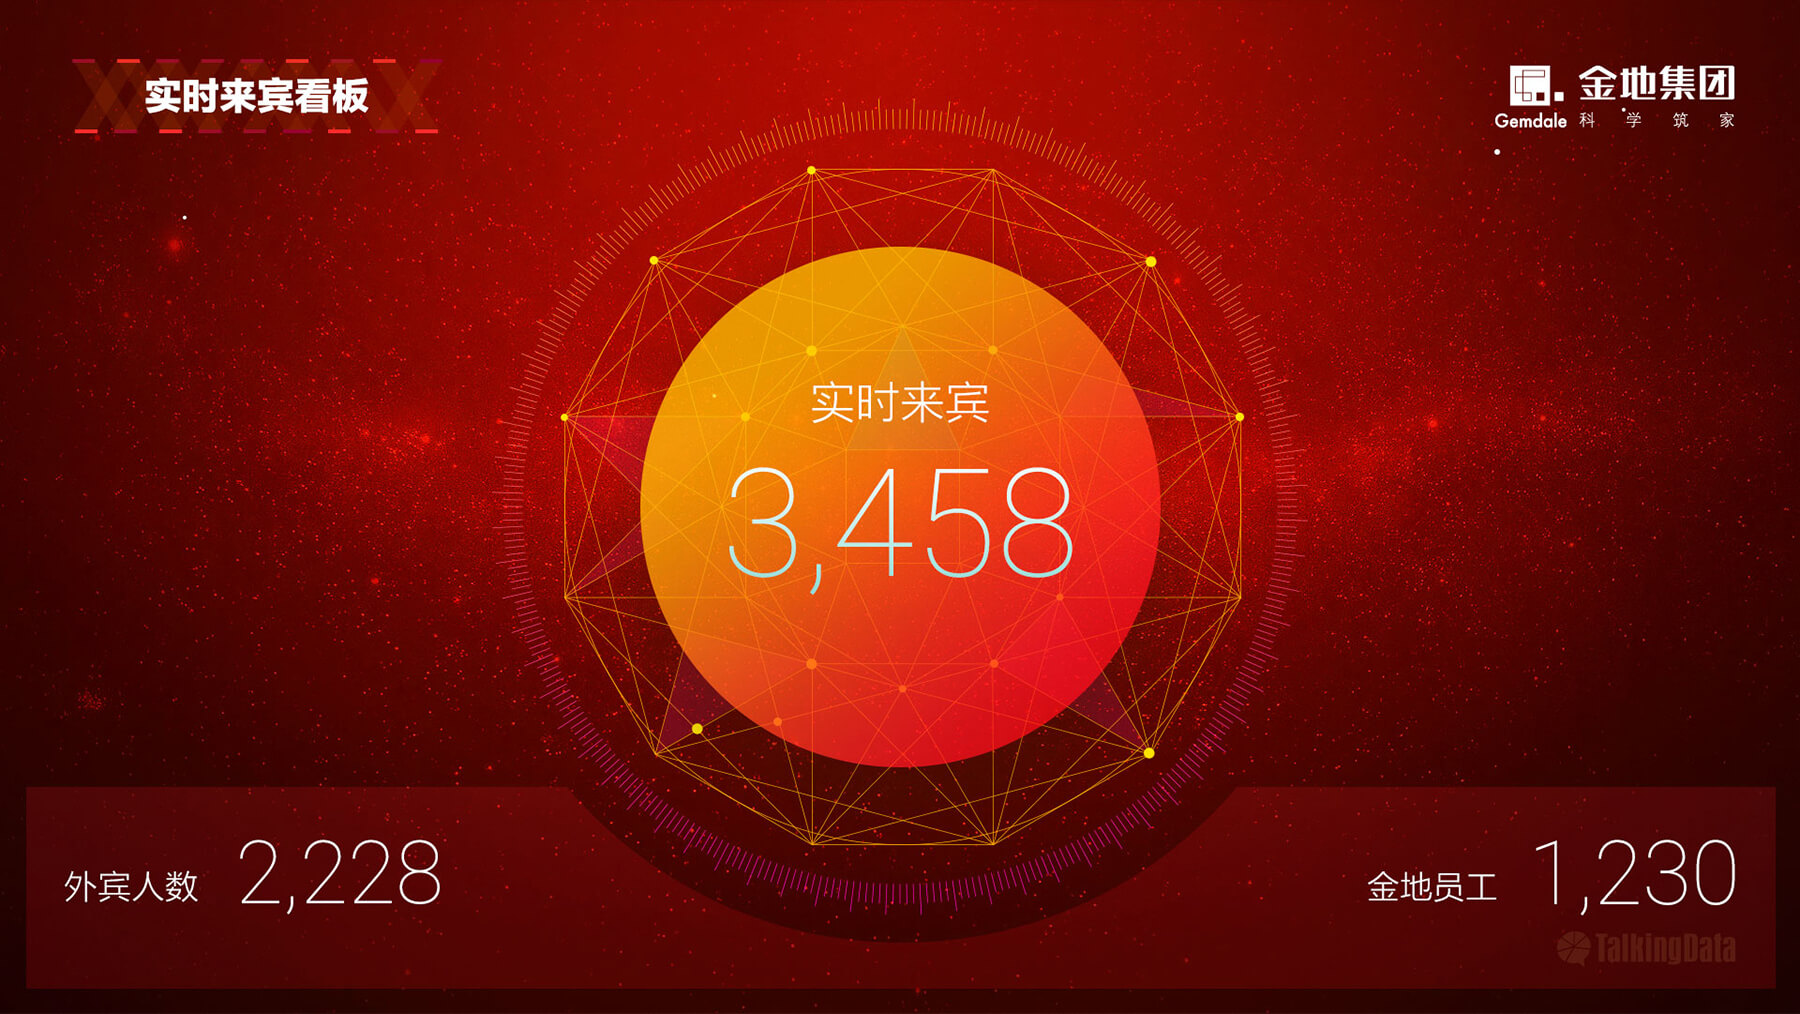 实时来宾看板
金地集团
Gemdale 科学筑家
实时来宾
3,458
外宾人数 2,228
金地员工 1,230
TalkingData